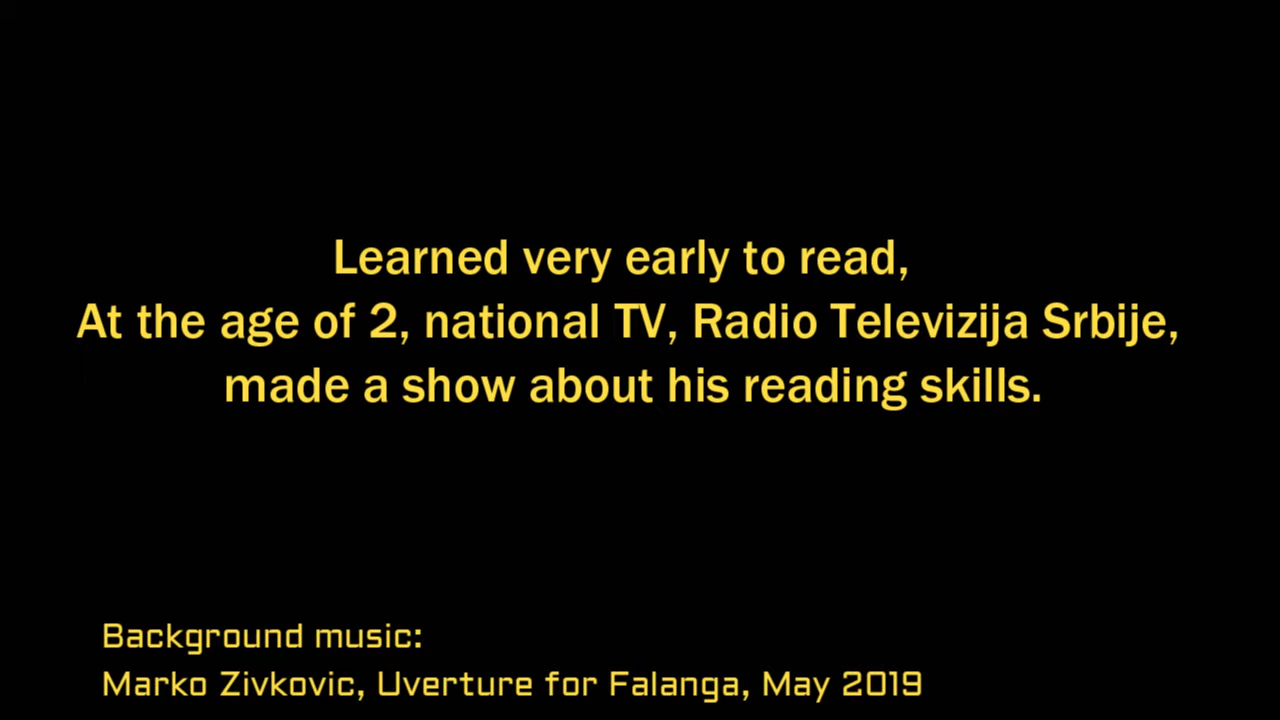 Learned very early to read,
At the age of 2, national TV, Radio Televizija Srbije,
made a show about his reading skills.
Background music:
Marko Zivkovic, Uverture for Falanga, May 2019